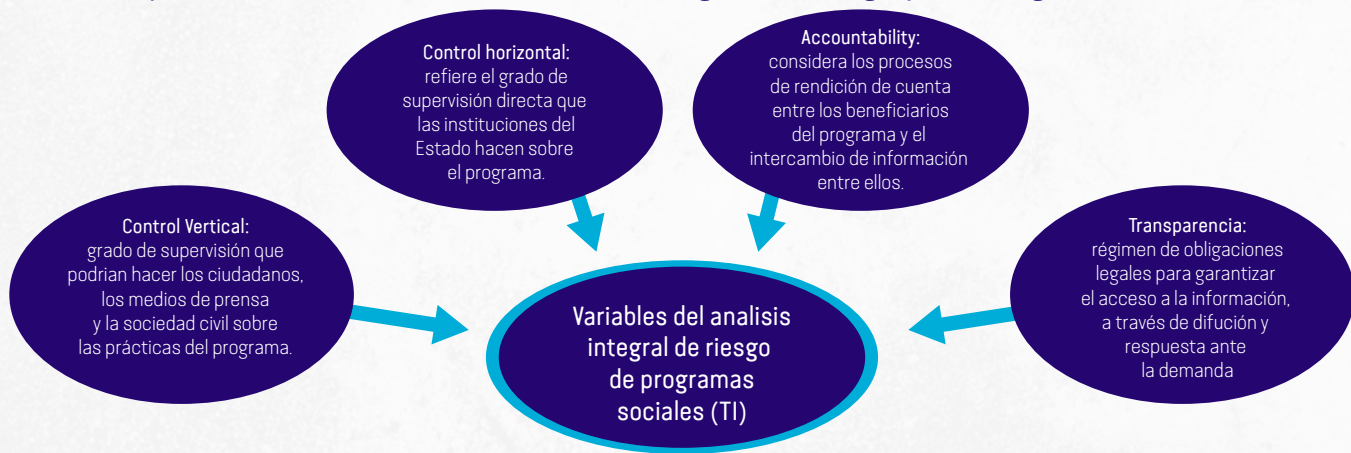 Control horizontal:
refiere el grado de
supervisión directa que
las instituciones del
Estado hacen sobre
el programa.
Accountability:
considera los procesos
de rendición de cuenta
entre los beneficiarios
del programa y el
intercambio de información
entre ellos.
Control Vertical:
grado de supervisión que
podrian hacer los ciudadanos,
los medios de prensa
y la sociedad civil sobre
las prácticas del programa.
Transparencia:
régimen de obligaciones
legales para garantizar
el acceso a la información,
a través de difución y
respuesta ante
la demanda
Variables del analisis
integral de riesgo
de programas
sociales (TI)